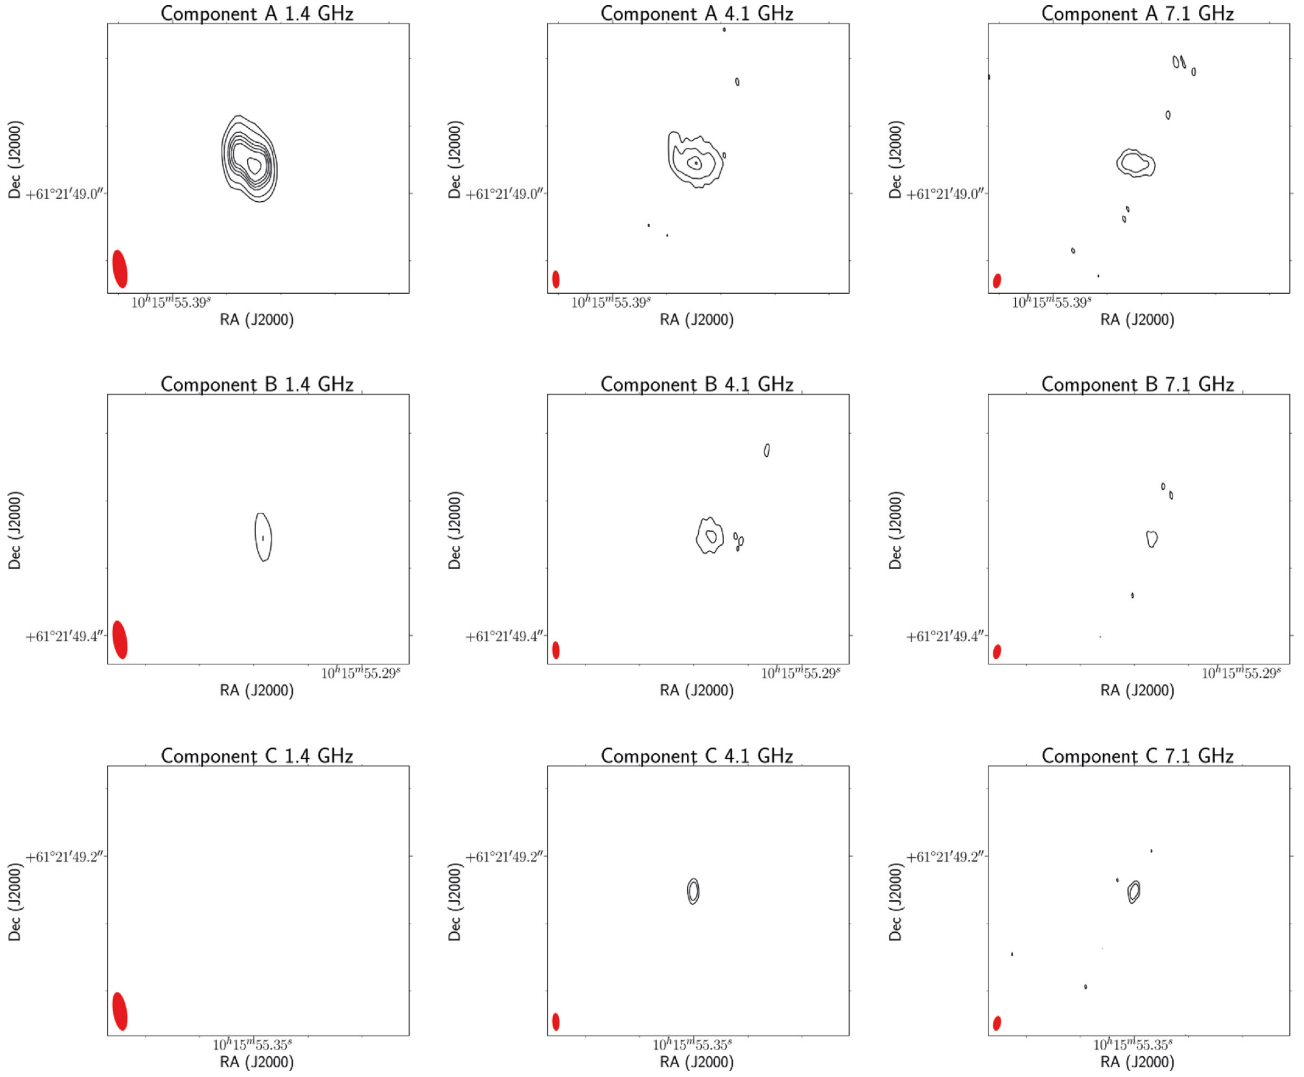 Component A 1.4 GHz
Component A 4.1 GHz
Component A 7.1 GHz
Dec (J2000)
+61°21′49.0″
Dec (J2000)
+61°21′49.0″
Dec (J2000)
+61°21′49.0″
10ʰ15ᵐ55.39ˢ
10ʰ15ᵐ55.39ˢ
10ʰ15ᵐ55.39ˢ
RA (J2000)
RA (J2000)
RA (J2000)
Component B 1.4 GHz
Component B 4.1 GHz
Component B 7.1 GHz
Dec (J2000)
+61°21′49.4″
Dec (J2000)
+61°21′49.4″
Dec (J2000)
+61°21′49.4″
10ʰ15ᵐ55.29ˢ
10ʰ15ᵐ55.29ˢ
10ʰ15ᵐ55.29ˢ
RA (J2000)
RA (J2000)
RA (J2000)
Component C 1.4 GHz
Component C 4.1 GHz
Component C 7.1 GHz
Dec (J2000)
+61°21′49.2″
Dec (J2000)
+61°21′49.2″
Dec (J2000)
+61°21′49.2″
10ʰ15ᵐ55.35ˢ
10ʰ15ᵐ55.35ˢ
10ʰ15ᵐ55.35ˢ
RA (J2000)
RA (J2000)
RA (J2000)